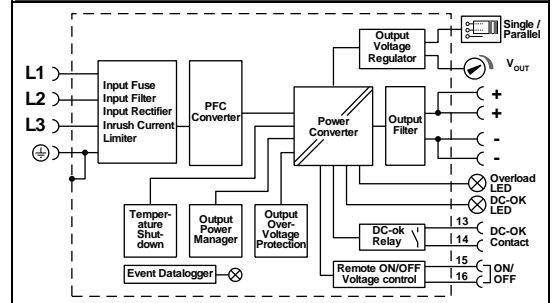 Single /
Parallel
Output
Voltage
Regulator
VOUT
L1
L2
L3
Input Fuse
Input Filter
Input Rectifier
Inrush Current
Limiter
PFC
Converter
Power
Converter
Output
Filter
+
+
-
-
Overload
LED
DC-OK
LED
Temper-
ature
Shut-
down
Output
Power
Manager
Output
Over-
Voltage
Protection
DC-ok
Relay
13
14
DC-OK
Contact
Event Datalogger
Remote ON/OFF
Voltage control
15
16
ON/
OFF